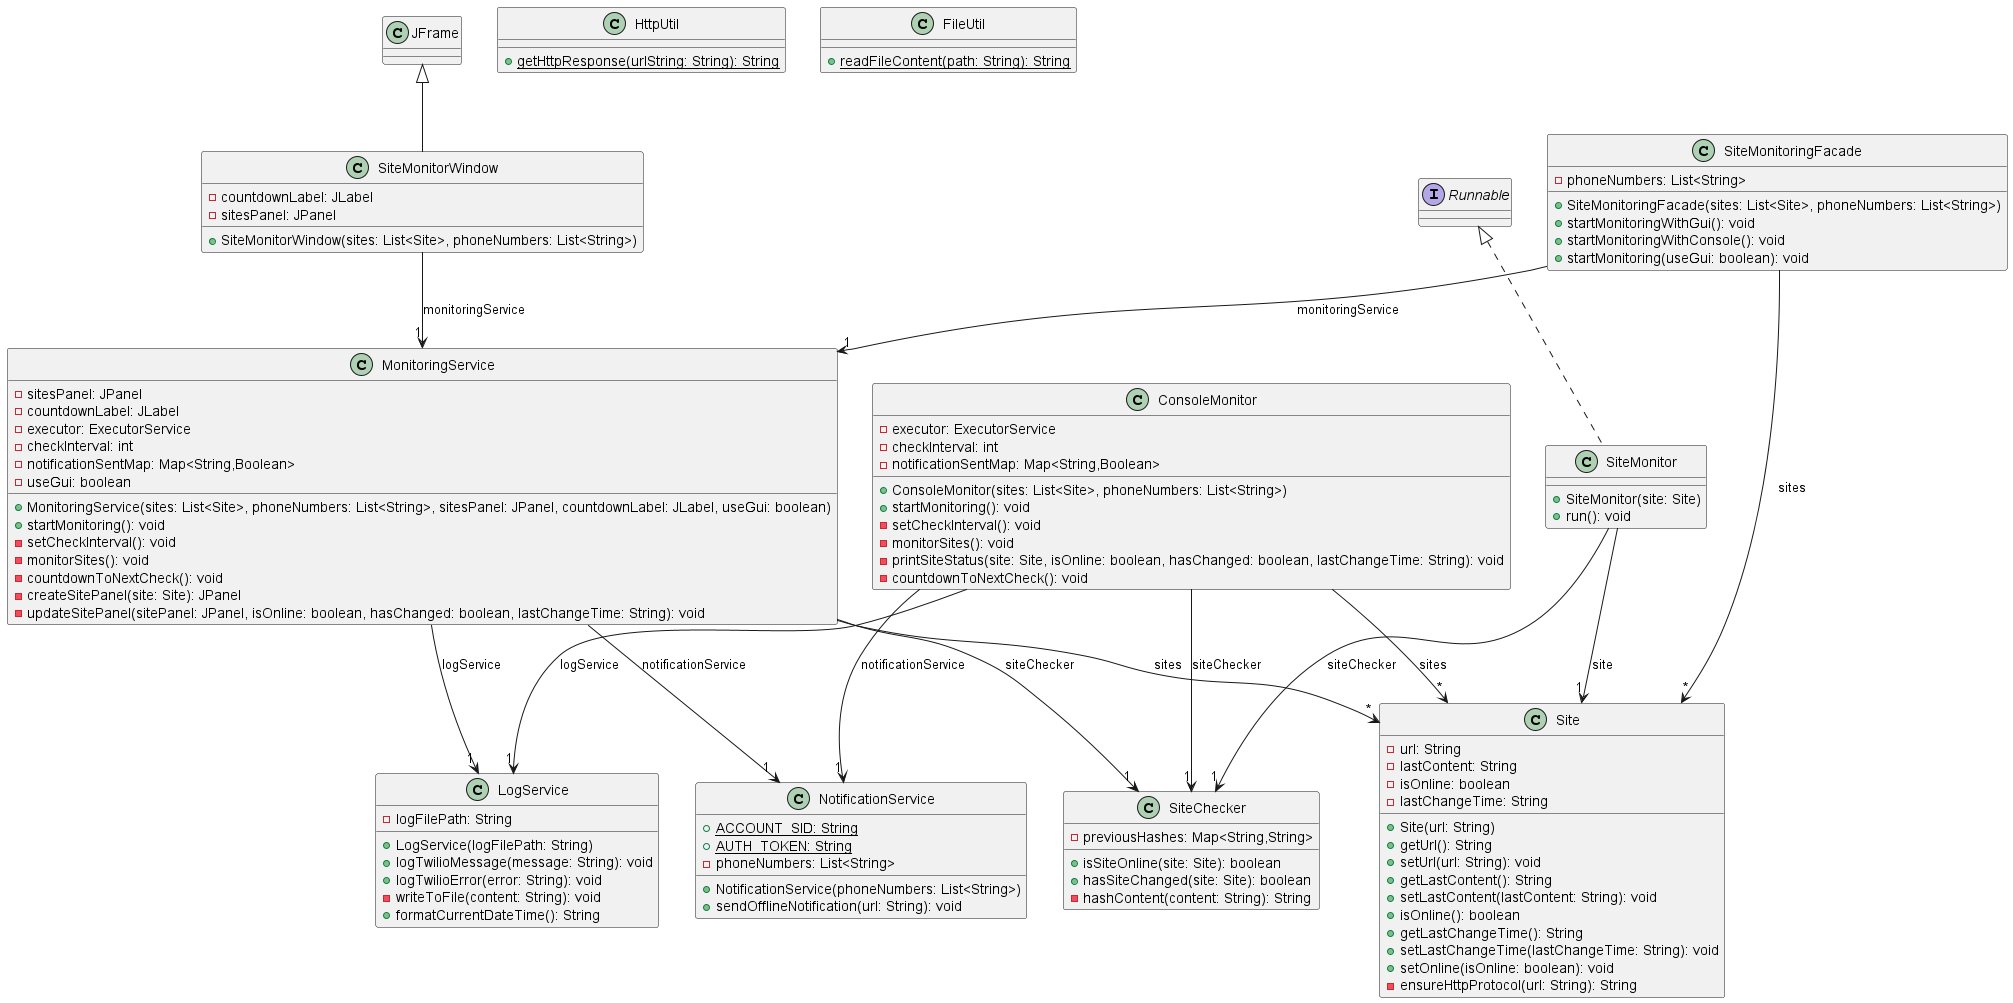 C JFrame
C HttpUtil
getHttpResponse(urlString: String): String
C FileUtil
readFileContent(path: String): String
C SiteMonitorWindow
countdownLabel: JLabel
sitesPanel: JPanel
SiteMonitorWindow(sites: List<Site>, phoneNumbers: List<String>)
I Runnable
C SiteMonitoringFacade
phoneNumbers: List<String>
SiteMonitoringFacade(sites: List<Site>, phoneNumbers: List<String>)
startMonitoringWithGui(): void
startMonitoringWithConsole(): void
startMonitoring(useGui: boolean): void
monitoringService
1
monitoringService
1
sites
*
C MonitoringService
sitesPanel: JPanel
countdownLabel: JLabel
executor: ExecutorService
checkInterval: int
notificationSentMap: Map<String,Boolean>
useGui: boolean
MonitoringService(sites: List<Site>, phoneNumbers: List<String>, sitesPanel: JPanel, countdownLabel: JLabel, useGui: boolean)
startMonitoring(): void
setCheckInterval(): void
monitorSites(): void
countdownToNextCheck(): void
createSitePanel(site: Site): JPanel
updateSitePanel(sitePanel: JPanel, isOnline: boolean, hasChanged: boolean, lastChangeTime: String): void
C ConsoleMonitor
executor: ExecutorService
checkInterval: int
notificationSentMap: Map<String,Boolean>
ConsoleMonitor(sites: List<Site>, phoneNumbers: List<String>)
startMonitoring(): void
setCheckInterval(): void
monitorSites(): void
printSiteStatus(site: Site, isOnline: boolean, hasChanged: boolean, lastChangeTime: String): void
countdownToNextCheck(): void
C SiteMonitor
SiteMonitor(site: Site)
run(): void
logService
1
logService
1
notificationService
1
notificationService
1
siteChecker
1
sites
*
siteChecker
1
siteChecker
1
sites
*
site
1
C LogService
logFilePath: String
LogService(logFilePath: String)
logTwilioMessage(message: String): void
logTwilioError(error: String): void
writeToFile(content: String): void
formatCurrentDateTime(): String
C NotificationService
ACCOUNT_SID: String
AUTH_TOKEN: String
phoneNumbers: List<String>
NotificationService(phoneNumbers: List<String>)
sendOfflineNotification(url: String): void
C SiteChecker
previousHashes: Map<String,String>
isSiteOnline(site: Site): boolean
hasSiteChanged(site: Site): boolean
hashContent(content: String): String
C Site
url: String
lastContent: String
isOnline: boolean
lastChangeTime: String
Site(url: String)
getUrl(): String
setUrl(url: String): void
getLastContent(): String
setLastContent(lastContent: String): void
isOnline(): boolean
getLastChangeTime(): String
setLastChangeTime(lastChangeTime: String): void
setOnline(isOnline: boolean): void
ensureHttpProtocol(url: String): String